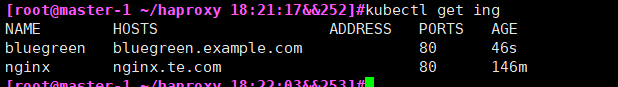 [root@master-1 ~/haproxy 18:21:17&&252]#kubectl get ing
NAME HOSTS ADDRESS PORTS AGE
bluegreen bluegreen.example.com 80 46s
nginx nginx.te.com 80 146m
[root@master-1 ~/haproxy 18:22:03&&253]#